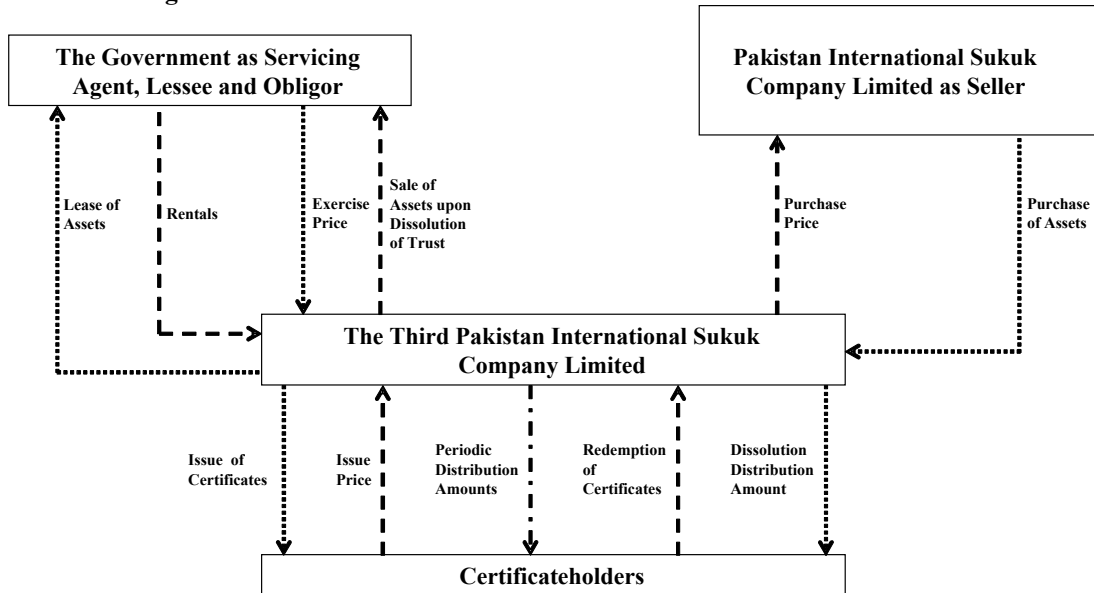 The Government as Servicing
Agent, Lessee and Obligor
Pakistan International Sukuk
Company Limited as Seller
Lease of
Assets
Rentals
Exercise
Price
Sale of
Assets upon
Dissolution
of Trust
Purchase
Price
Purchase
of Assets
The Third Pakistan International Sukuk
Company Limited
Issue of
Certificates
Issue
Price
Periodic
Distribution
Amounts
Redemption
of
Certificates
Dissolution
Distribution
Amount
Certificateholders